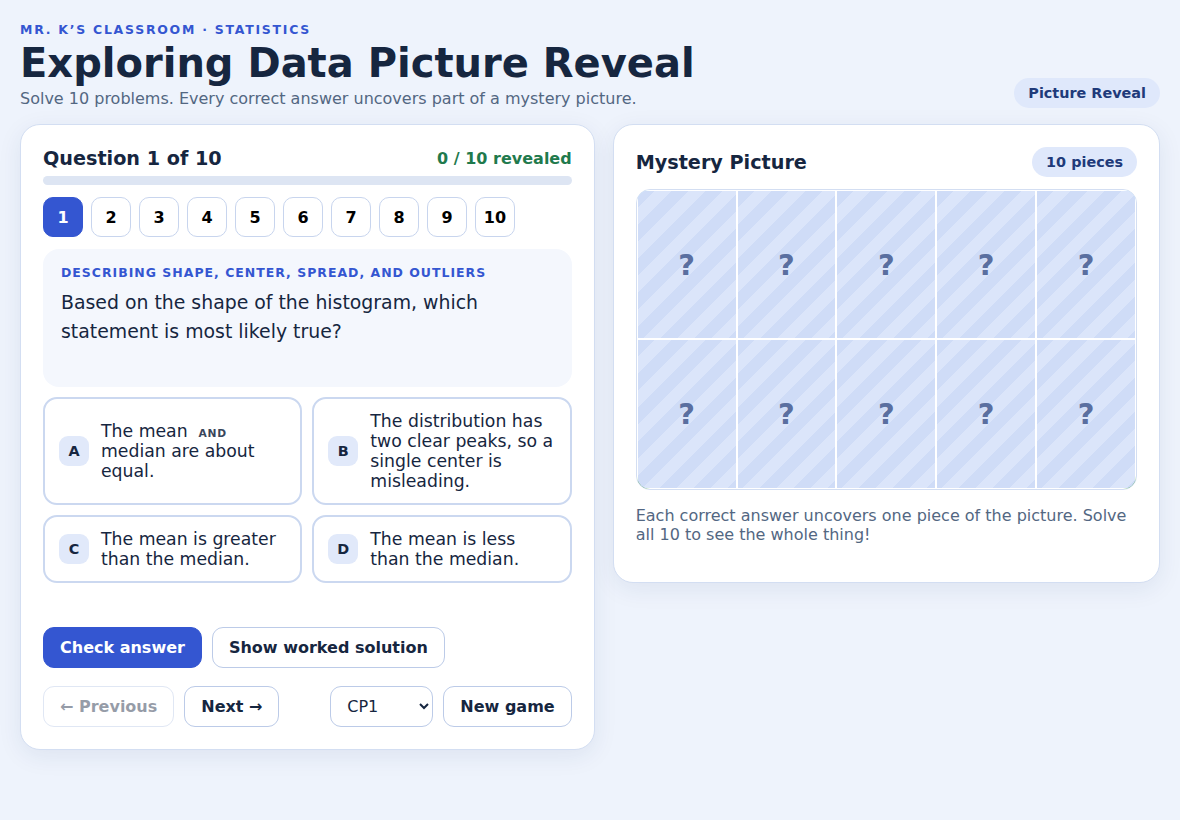 MR. K’S CLASSROOM · STATISTICS
Exploring Data Picture Reveal
Solve 10 problems. Every correct answer uncovers part of a mystery picture.
Picture Reveal
Question 1 of 10
0 / 10 revealed
1 2 3 4 5 6 7 8 9 10
DESCRIBING SHAPE, CENTER, SPREAD, AND OUTLIERS
Based on the shape of the histogram, which
statement is most likely true?
A
The mean AND
median are about
equal.
B
The distribution has
two clear peaks, so a
single center is
misleading.
C
The mean is greater
than the median.
D
The mean is less
than the median.
Check answer
Show worked solution
← Previous
Next →
CP1
New game
Mystery Picture
10 pieces
? ? ? ? ?
? ? ? ? ?
Each correct answer uncovers one piece of the picture. Solve
all 10 to see the whole thing!